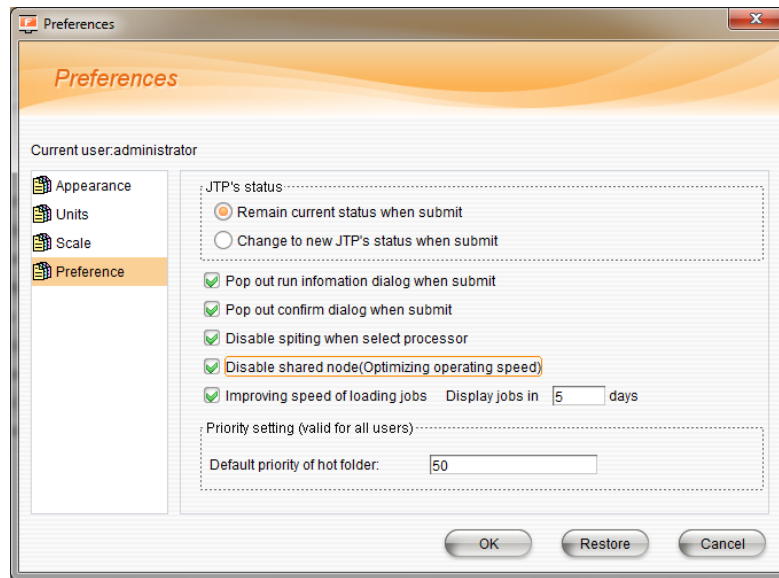 Preferences
Preferences
Current user:administrator
Appearance
Units
Scale
Preference
JTP's status
Remain current status when submit
Change to new JTP's status when submit
Pop out run infomation dialog when submit
Pop out confirm dialog when submit
Disable spiting when select processor
Disable shared node(Optimizing operating speed)
Improving speed of loading jobs Display jobs in 5 days
Priority setting (valid for all users)
Default priority of hot folder: 50
OK Restore Cancel